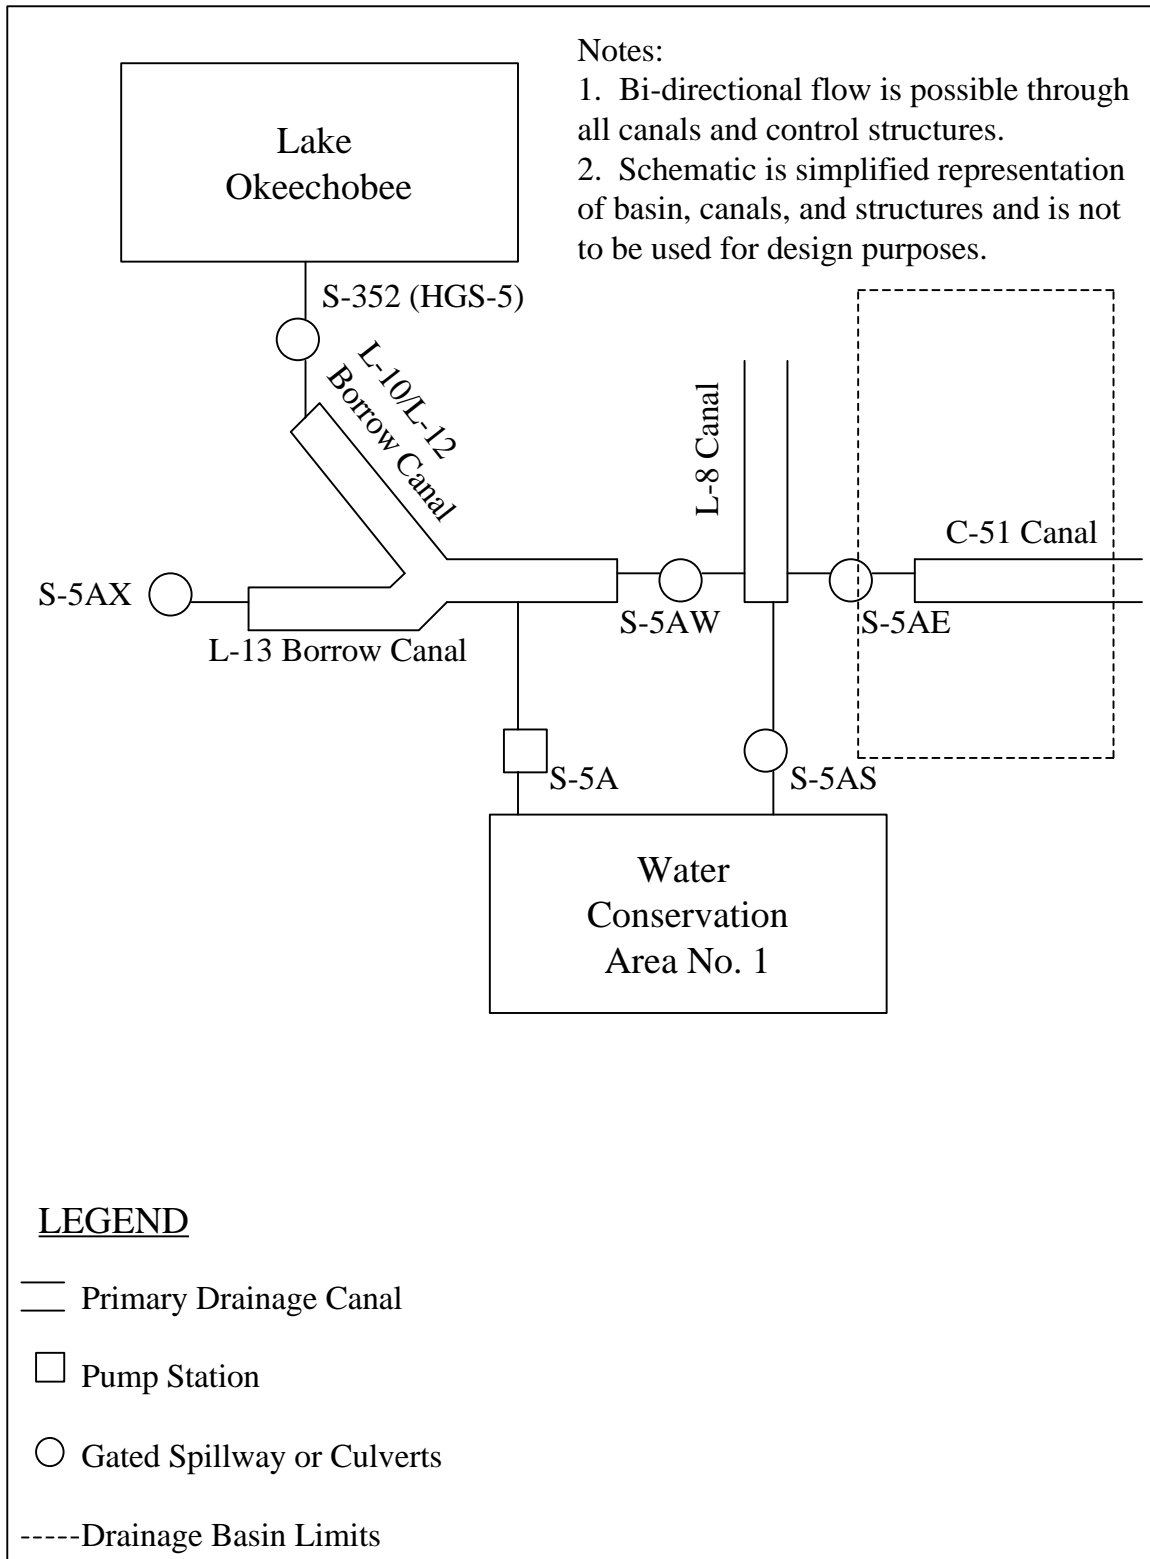 Notes:
1.  Bi-directional flow is possible through
all canals and control structures.
2.  Schematic is simplified representation
of basin, canals, and structures and is not
to be used for design purposes.
Lake
Okeechobee
S-352 (HGS-5)
L-10/L-12
Borrow Canal
L-8 Canal
C-51 Canal
S-5AX
S-5AW
S-5AE
L-13 Borrow Canal
S-5A
S-5AS
Water
Conservation
Area No. 1
LEGEND
Primary Drainage Canal
Pump Station
Gated Spillway or Culverts
Drainage Basin Limits